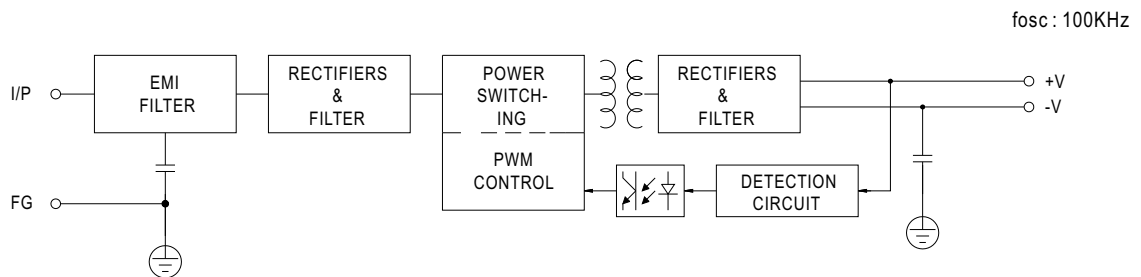 fosc : 100KHz
I/P
EMI
FILTER
RECTIFIERS
&
FILTER
POWER
SWITCH-
ING
PWM
CONTROL
RECTIFIERS
&
FILTER
+V
-V
DETECTION
CIRCUIT
FG